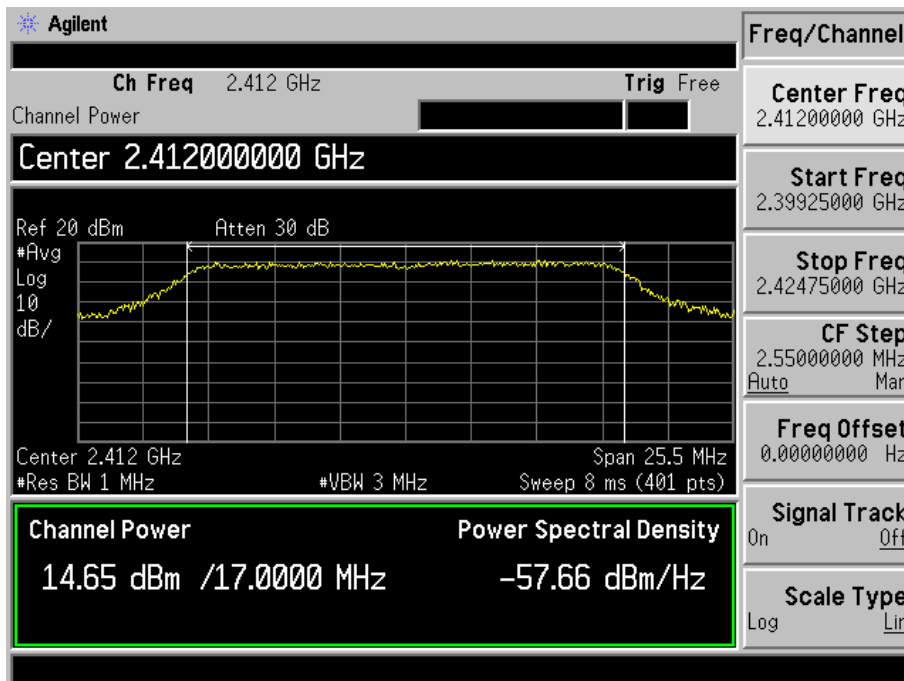 Agilent
Freq/Channel
Ch Freq 2.412 GHz Trig Free
Channel Power
Center 2.412000000 GHz
Ref 20 dBm Atten 30 dB
#Avg
Log
10
dB/
Center 2.412 GHz Span 25.5 MHz
#Res BW 1 MHz #VBW 3 MHz Sweep 8 ms (401 pts)
Channel Power Power Spectral Density
14.65 dBm /17.0000 MHz -57.66 dBm/Hz
Center Freq
2.41200000 GHz
Start Freq
2.39925000 GHz
Stop Freq
2.42475000 GHz
CF Step
2.55000000 MHz
Auto Man
Freq Offset
0.00000000 Hz
Signal Track
On Off
Scale Type
Log Lin